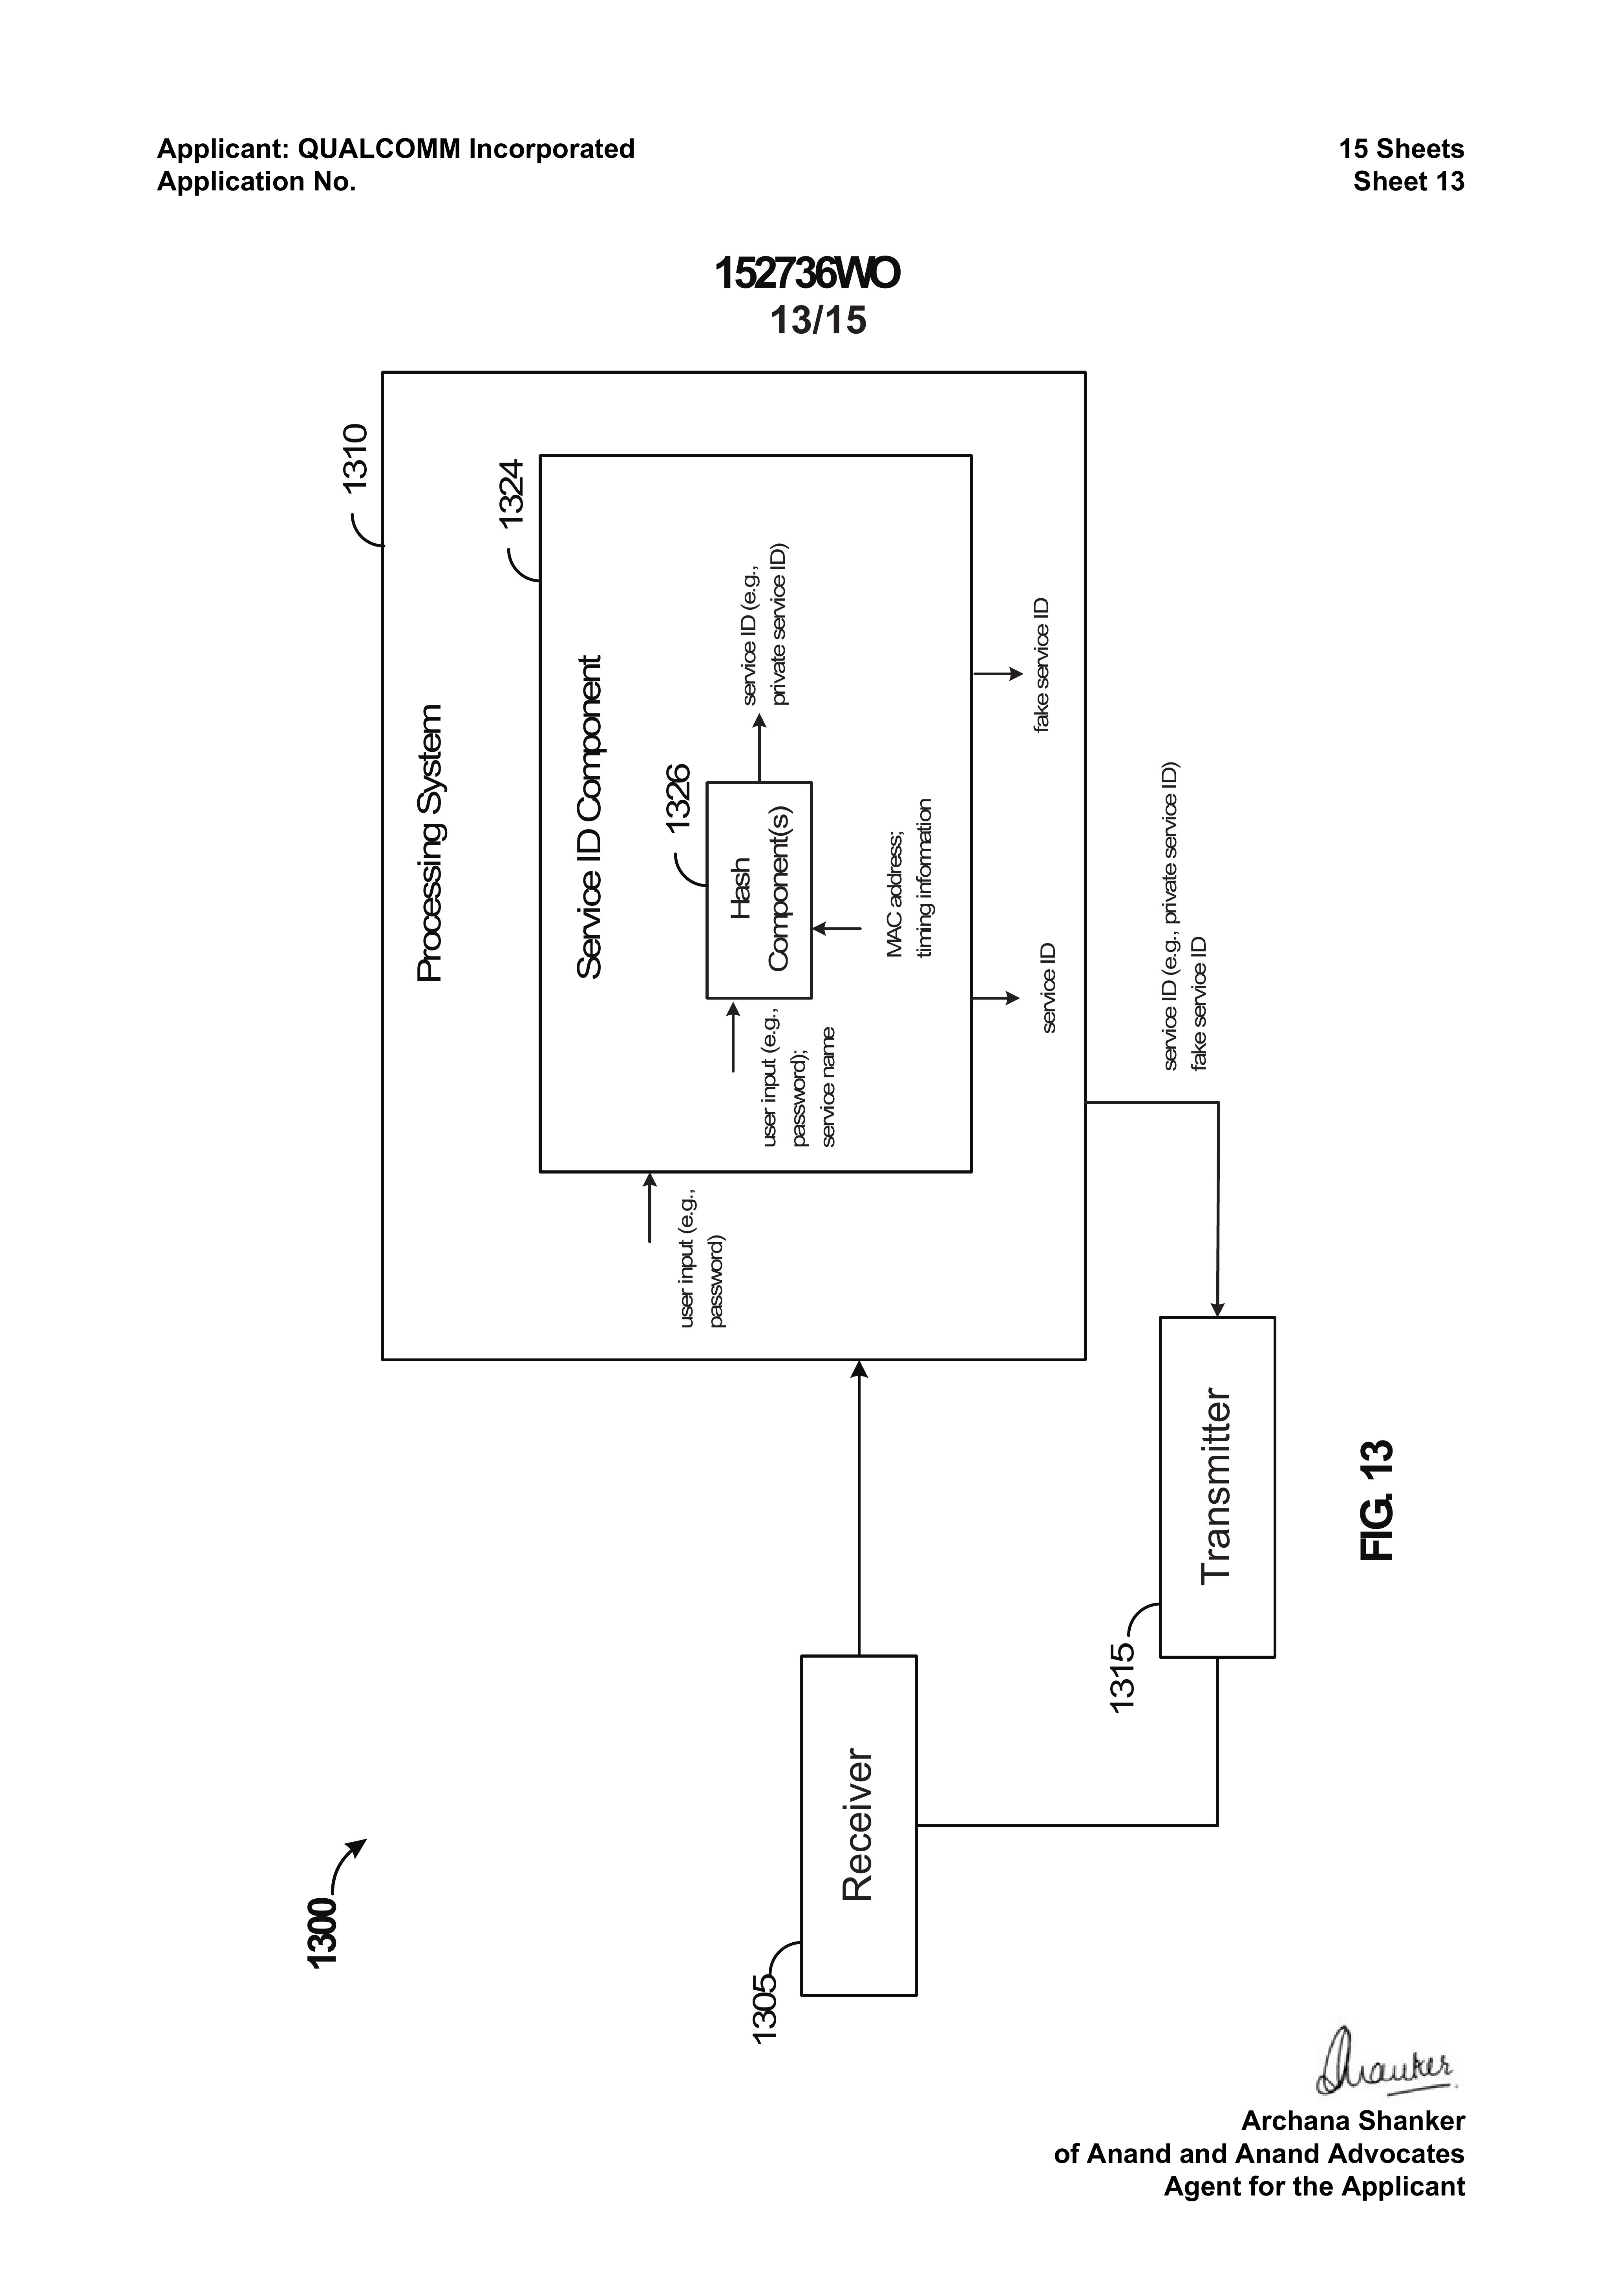 Applicant: QUALCOMM Incorporated
Application No.
15 Sheets
Sheet 13
152736WO
13/15
1300
1310
Processing System
1324
Service ID Component
1326
Hash
Component(s)
service ID (e.g.,
private service ID)
user input (e.g.,
password);
service name
MAC address;
timing information
user input (e.g.,
password)
service ID
fake service ID
service ID (e.g., private service ID)
fake service ID
1305
Receiver
1315
Transmitter
FIG. 13
Shanker
Archana Shanker
of Anand and Anand Advocates
Agent for the Applicant